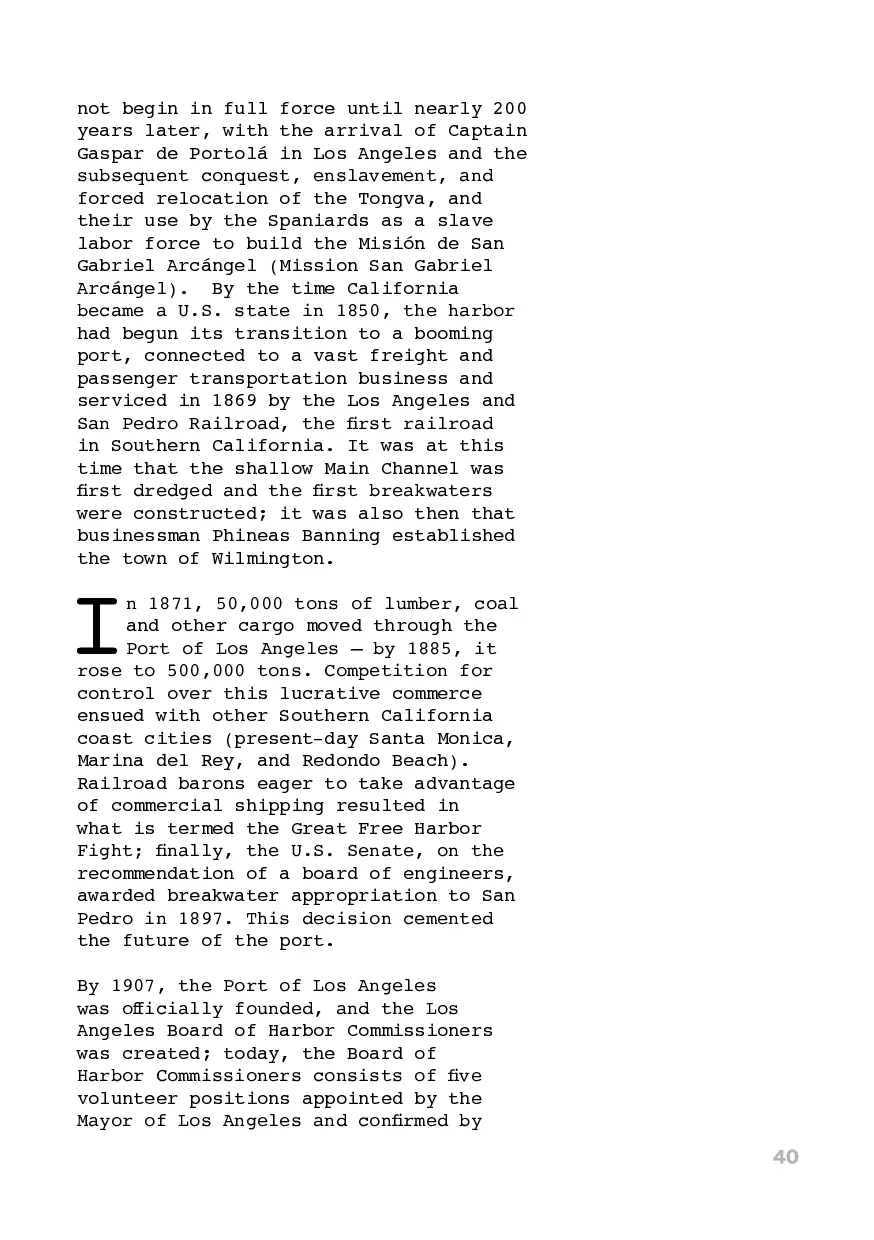 not begin in full force until nearly 200
years later, with the arrival of Captain
Gaspar de Portolá in Los Angeles and the
subsequent conquest, enslavement, and
forced relocation of the Tongva, and
their use by the Spaniards as a slave
labor force to build the Misión de San
Gabriel Arcángel (Mission San Gabriel
Arcángel).  By the time California
became a U.S. state in 1850, the harbor
had begun its transition to a booming
port, connected to a vast freight and
passenger transportation business and
serviced in 1869 by the Los Angeles and
San Pedro Railroad, the first railroad
in Southern California. It was at this
time that the shallow Main Channel was
first dredged and the first breakwaters
were constructed; it was also then that
businessman Phineas Banning established
the town of Wilmington.

In 1871, 50,000 tons of lumber, coal
and other cargo moved through the
Port of Los Angeles — by 1885, it
rose to 500,000 tons. Competition for
control over this lucrative commerce
ensued with other Southern California
coast cities (present-day Santa Monica,
Marina del Rey, and Redondo Beach).
Railroad barons eager to take advantage
of commercial shipping resulted in
what is termed the Great Free Harbor
Fight; finally, the U.S. Senate, on the
recommendation of a board of engineers,
awarded breakwater appropriation to San
Pedro in 1897. This decision cemented
the future of the port.

By 1907, the Port of Los Angeles
was officially founded, and the Los
Angeles Board of Harbor Commissioners
was created; today, the Board of
Harbor Commissioners consists of five
volunteer positions appointed by the
Mayor of Los Angeles and confirmed by
40